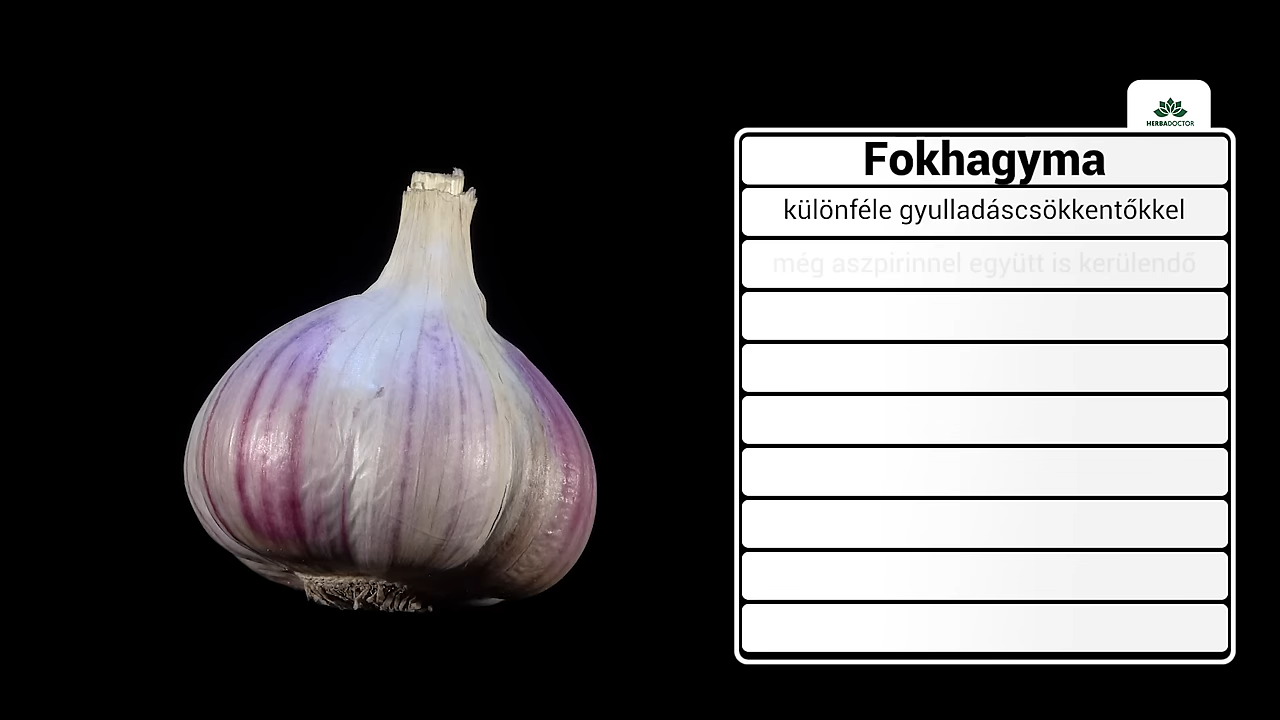 HERBADOCTOR
Fokhagyma
különféle gyulladáscsökkentőkkel
még aszpirinnel együtt is kerülendő